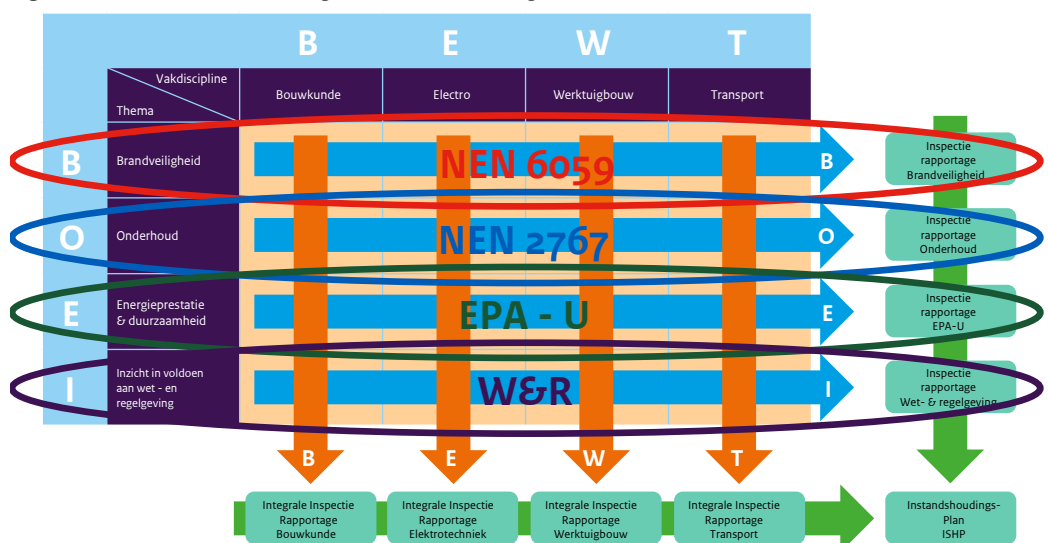 B E W T
Vakdiscipline
Thema
Bouwkunde Electro Werktuigbouw Transport
B
Brandveiligheid
NEN 6059
B
Inspectie
rapportage
Brandveiligheid
O
Onderhoud
NEN 2767
O
Inspectie
rapportage
Onderhoud
E
Energieprestatie
& duurzaamheid
EPA - U
E
Inspectie
rapportage
EPA-U
I
Inzicht in voldoen
aan wet - en
regelgeving
W&R
I
Inspectie
rapportage
Wet- & regelgeving
B E W T
Integrale Inspectie
Rapportage
Bouwkunde
Integrale Inspectie
Rapportage
Elektrotechniek
Integrale Inspectie
Rapportage
Werktuigbouw
Integrale Inspectie
Rapportage
Transport
Instandhoudings-
Plan
ISHP